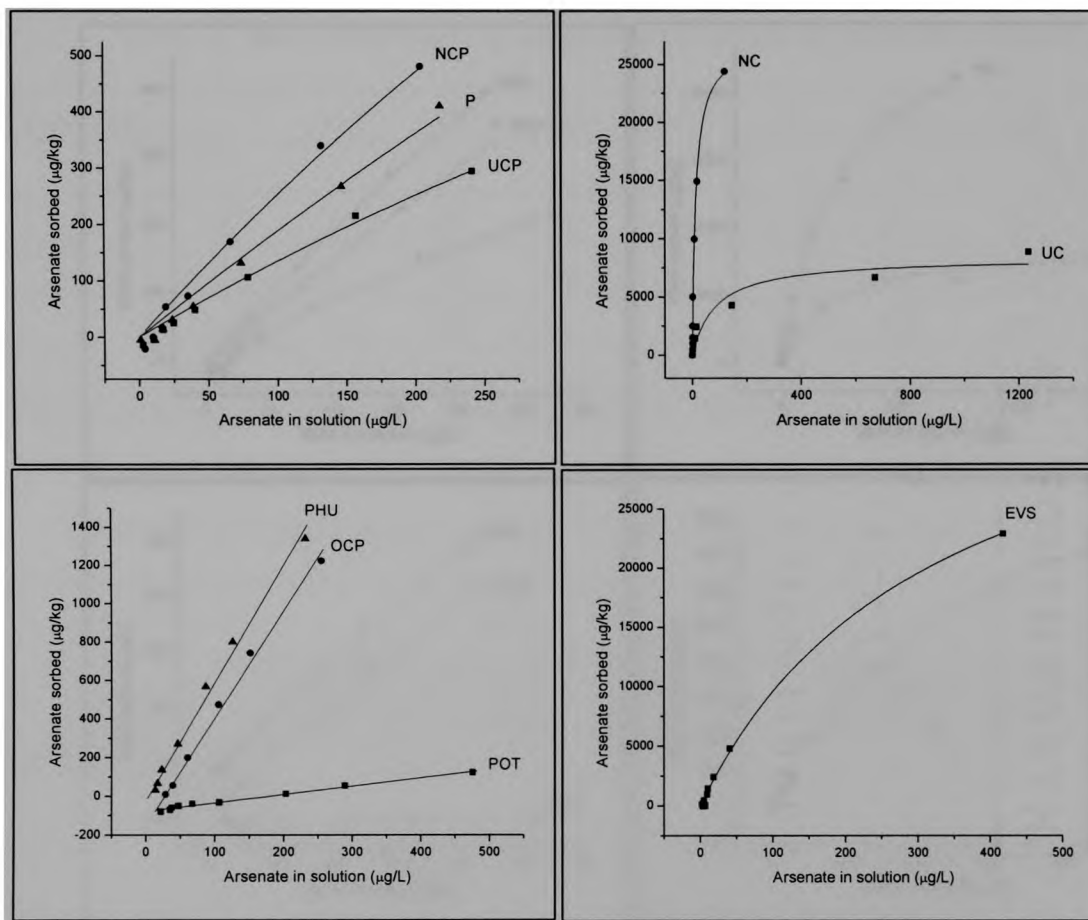 500
400
300
200
100
0
Arsenate sorbed (µg/kg)
NCP
P
UCP
0 50 100 150 200 250
Arsenate in solution (µg/L)
25000
20000
15000
10000
5000
0
Arsenate sorbed (µg/kg)
NC
UC
0 400 800 1200
Arsenate in solution (µg/L)
1400
1200
1000
800
600
400
200
0
-200
Arsenate sorbed (µg/kg)
PHU
OCP
POT
0 100 200 300 400 500
Arsenate in solution (µg/L)
25000
20000
15000
10000
5000
0
Arsenate sorbed (µg/kg)
EVS
0 100 200 300 400 500
Arsenate in solution (µg/L)